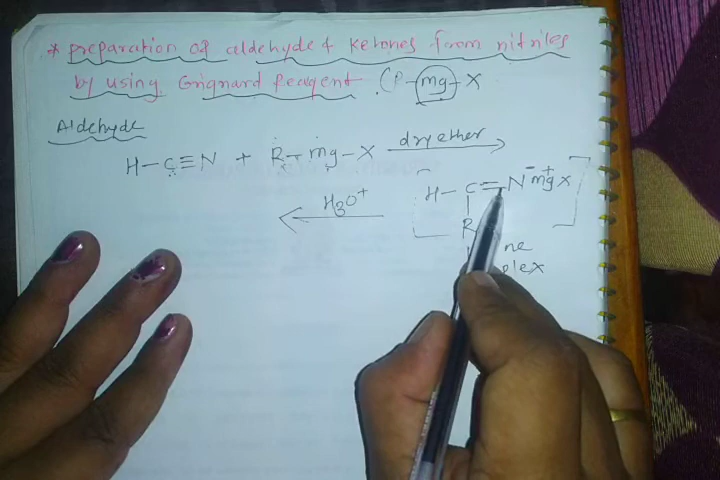 * preparation of aldehyde & ketones from nitriles
by using Grignard Reagent (R-mg-X
Aldehyde
H-C≡N + R-mg-X dry ether
H-C=N⁻ mg⁺X
H3O⁺
R